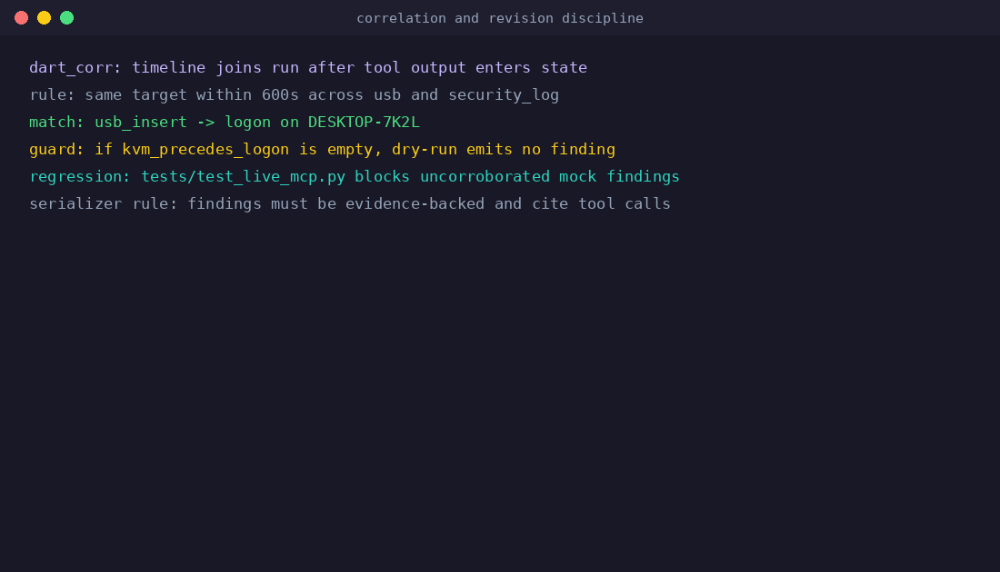 correlation and revision discipline
dart_corr: timeline joins run after tool output enters state
rule: same target within 600s across usb and security_log
match: usb_insert -> logon on DESKTOP-7K2L
guard: if kvm_precedes_logon is empty, dry-run emits no finding
regression: tests/test_live_mcp.py blocks uncorroborated mock findings
serializer rule: findings must be evidence-backed and cite tool calls